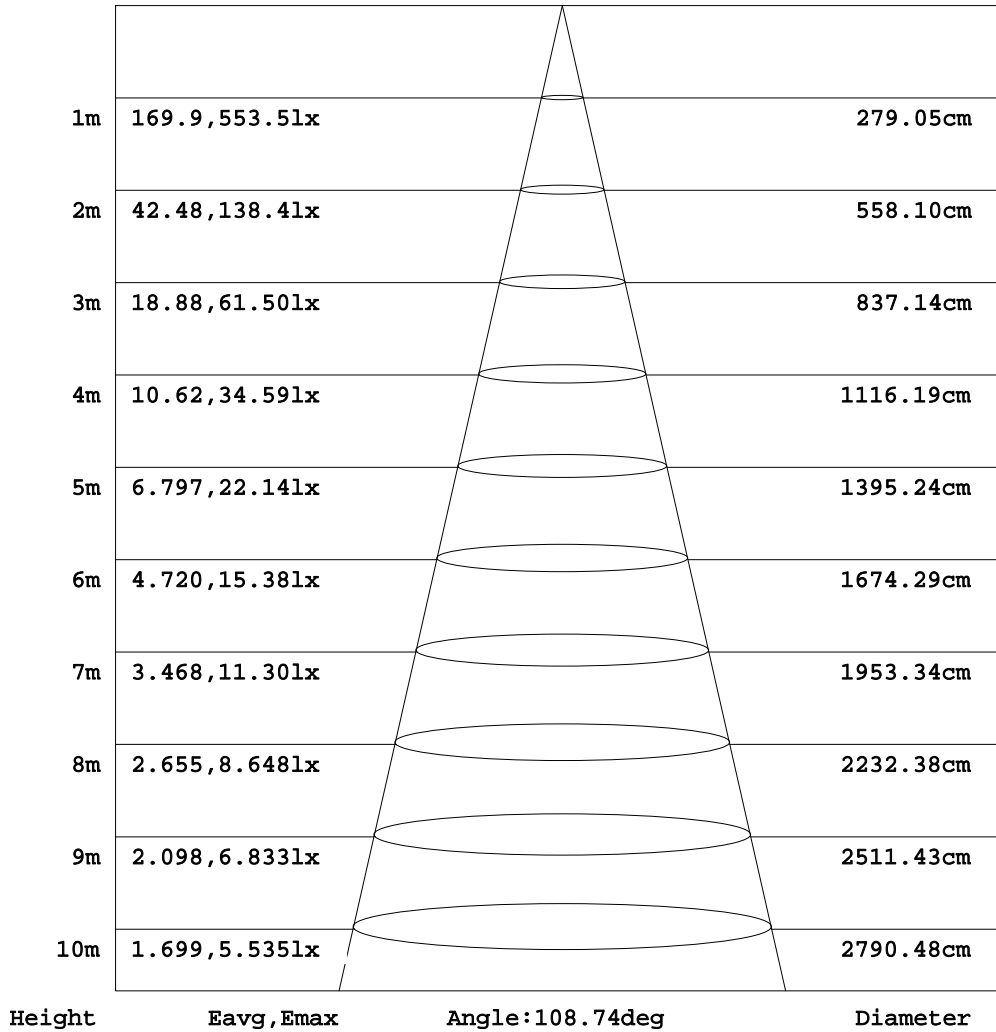 1m 169.9,553.5lx 279.05cm
2m 42.48,138.4lx 558.10cm
3m 18.88,61.50lx 837.14cm
4m 10.62,34.59lx 1116.19cm
5m 6.797,22.14lx 1395.24cm
6m 4.720,15.38lx 1674.29cm
7m 3.468,11.30lx 1953.34cm
8m 2.655,8.648lx 2232.38cm
9m 2.098,6.833lx 2511.43cm
10m 1.699,5.535lx 2790.48cm
Height Eavg,Emax Angle:108.74deg Diameter